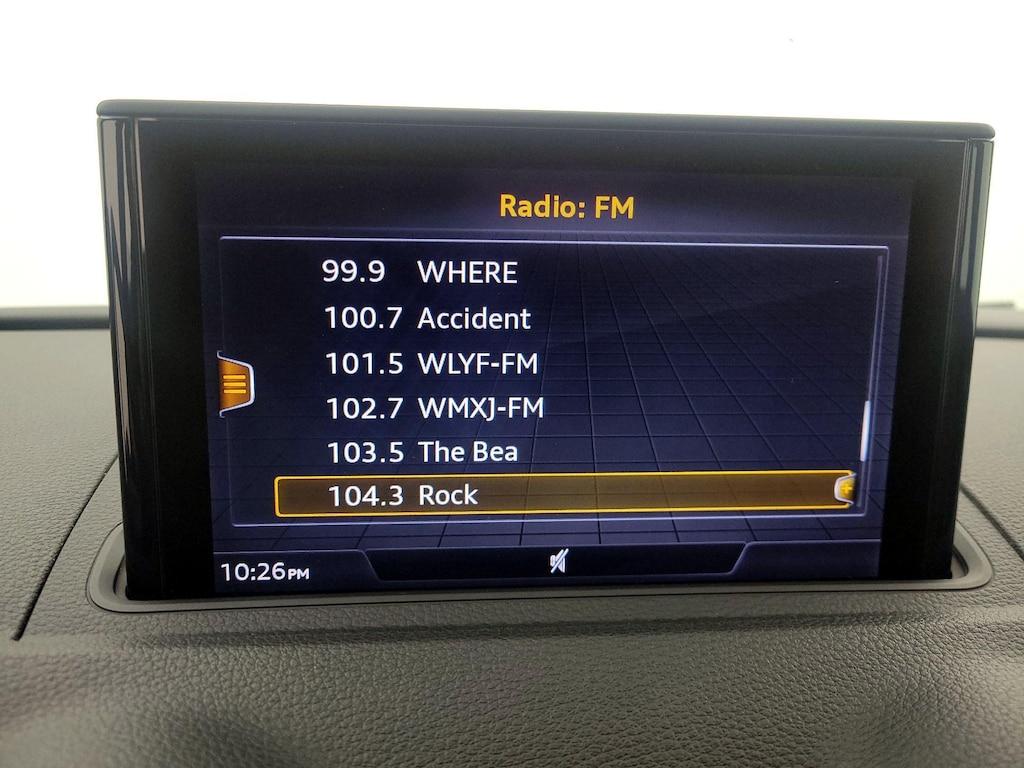 Radio: FM
99.9 WHERE
100.7 Accident
101.5 WLYF-FM
102.7 WMXJ-FM
103.5 The Bea
104.3 Rock
10:26PM